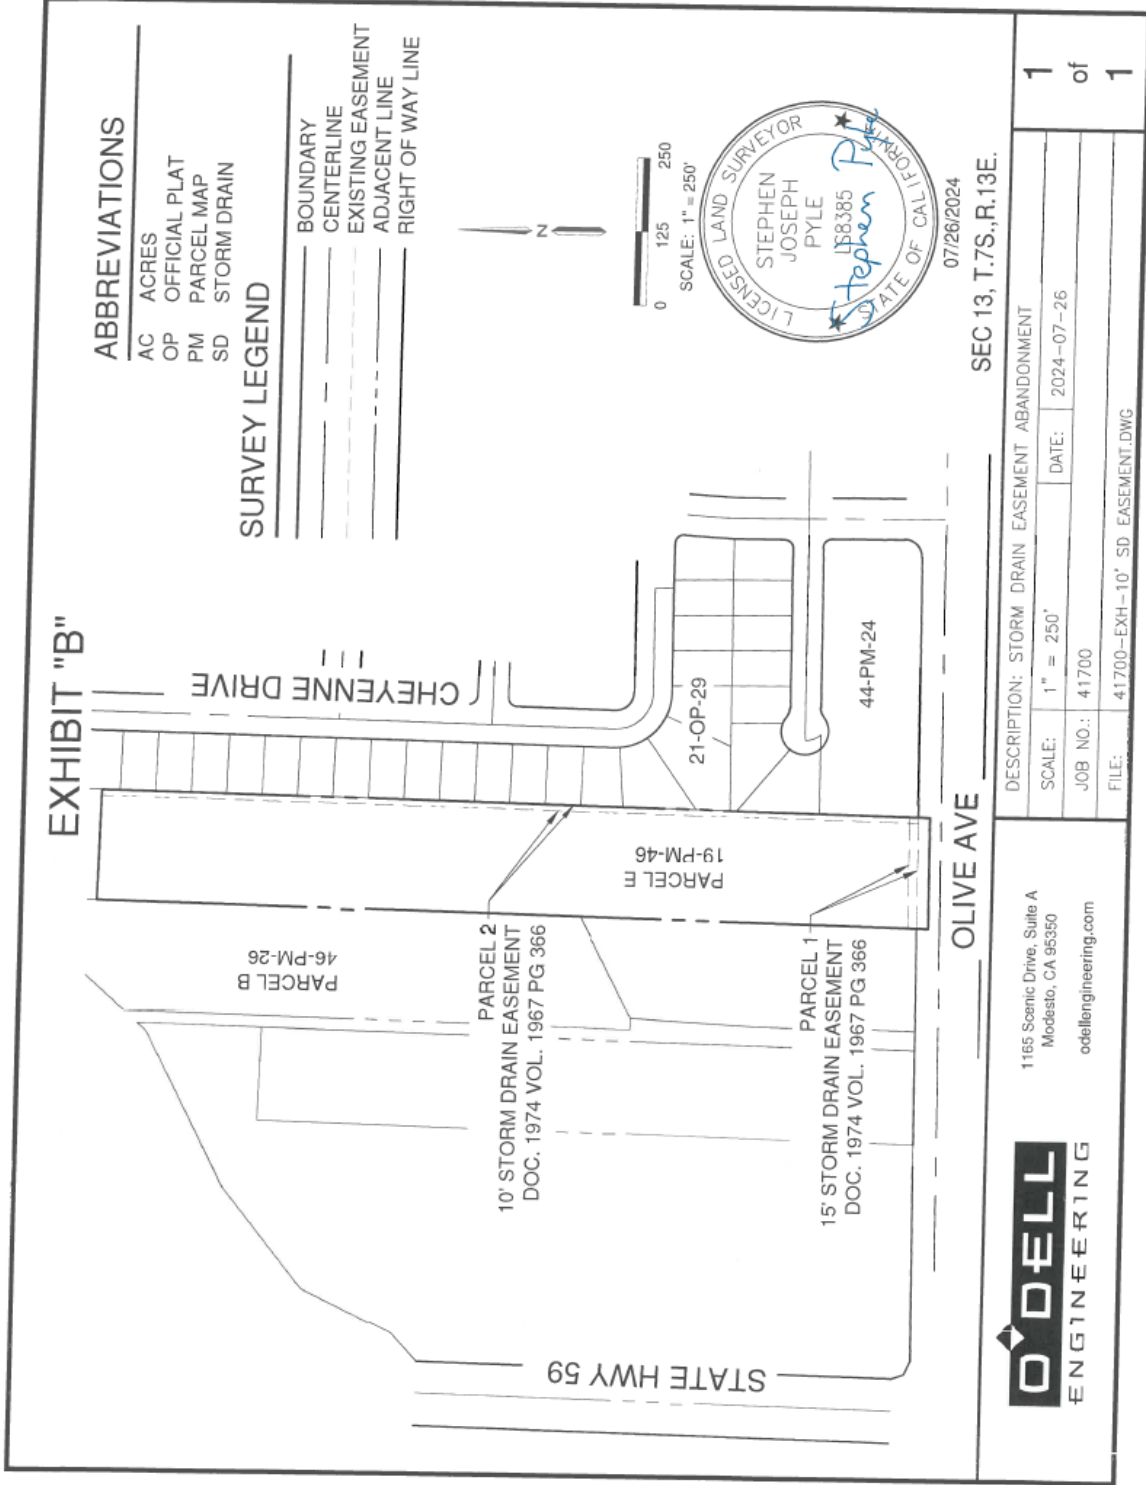 EXHIBIT "B"
ABBREVIATIONS
AC ACRES
OP OFFICIAL PLAT
PM PARCEL MAP
SD STORM DRAIN
SURVEY LEGEND
BOUNDARY
CENTERLINE
EXISTING EASEMENT
ADJACENT LINE
RIGHT OF WAY LINE
N
0 125 250
SCALE: 1" = 250'
LICENSED LAND SURVEYOR
STEPHEN
JOSEPH
PYLE
LS8385
STATE OF CALIFORNIA
Stephen Pyle
07/26/2024
SEC 13, T.7S.,R.13E.
CHEYENNE DRIVE
PARCEL B
46-PM-26
PARCEL E
19-PM-46
21-OP-29
44-PM-24
PARCEL 2
10' STORM DRAIN EASEMENT
DOC. 1974 VOL. 1967 PG 366
PARCEL 1
15' STORM DRAIN EASEMENT
DOC. 1974 VOL. 1967 PG 366
STATE HWY 59
OLIVE AVE
O'DELL
ENGINEERING
1165 Scenic Drive, Suite A
Modesto, CA 95350
odellengineering.com
DESCRIPTION: STORM DRAIN EASEMENT ABANDONMENT
SCALE: 1" = 250' DATE: 2024-07-26
JOB NO.: 41700
FILE: 41700-EXH-10' SD EASEMENT.DWG
1
of
1